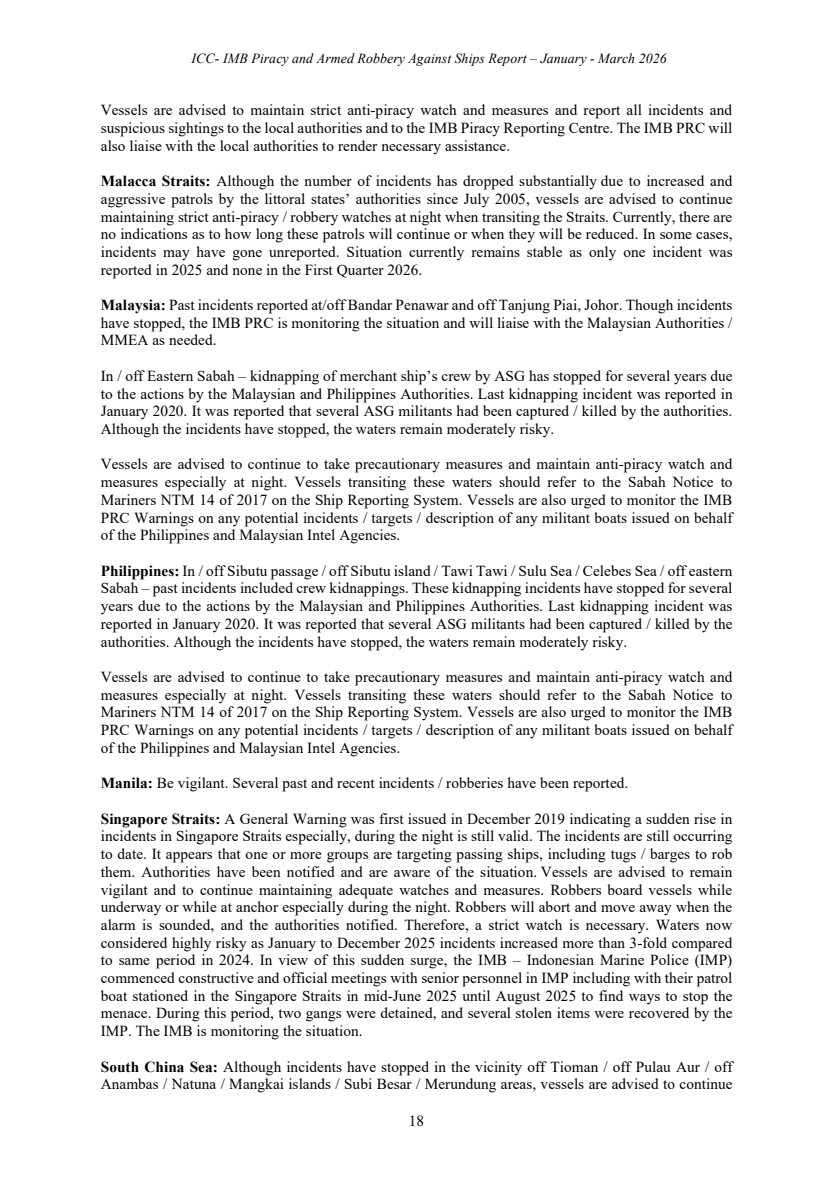 ICC- IMB Piracy and Armed Robbery Against Ships Report – January - March 2026
Vessels are advised to maintain strict anti-piracy watch and measures and report all incidents and
suspicious sightings to the local authorities and to the IMB Piracy Reporting Centre. The IMB PRC will
also liaise with the local authorities to render necessary assistance.
Malacca Straits: Although the number of incidents has dropped substantially due to increased and
aggressive patrols by the littoral states’ authorities since July 2005, vessels are advised to continue
maintaining strict anti-piracy / robbery watches at night when transiting the Straits. Currently, there are
no indications as to how long these patrols will continue or when they will be reduced. In some cases,
incidents may have gone unreported. Situation currently remains stable as only one incident was
reported in 2025 and none in the First Quarter 2026.
Malaysia: Past incidents reported at/off Bandar Penawar and off Tanjung Piai, Johor. Though incidents
have stopped, the IMB PRC is monitoring the situation and will liaise with the Malaysian Authorities /
MMEA as needed.
In / off Eastern Sabah – kidnapping of merchant ship’s crew by ASG has stopped for several years due
to the actions by the Malaysian and Philippines Authorities. Last kidnapping incident was reported in
January 2020. It was reported that several ASG militants had been captured / killed by the authorities.
Although the incidents have stopped, the waters remain moderately risky.
Vessels are advised to continue to take precautionary measures and maintain anti-piracy watch and
measures especially at night. Vessels transiting these waters should refer to the Sabah Notice to
Mariners NTM 14 of 2017 on the Ship Reporting System. Vessels are also urged to monitor the IMB
PRC Warnings on any potential incidents / targets / description of any militant boats issued on behalf
of the Philippines and Malaysian Intel Agencies.
Philippines: In / off Sibutu passage / off Sibutu island / Tawi Tawi / Sulu Sea / Celebes Sea / off eastern
Sabah – past incidents included crew kidnappings. These kidnapping incidents have stopped for several
years due to the actions by the Malaysian and Philippines Authorities. Last kidnapping incident was
reported in January 2020. It was reported that several ASG militants had been captured / killed by the
authorities. Although the incidents have stopped, the waters remain moderately risky.
Vessels are advised to continue to take precautionary measures and maintain anti-piracy watch and
measures especially at night. Vessels transiting these waters should refer to the Sabah Notice to
Mariners NTM 14 of 2017 on the Ship Reporting System. Vessels are also urged to monitor the IMB
PRC Warnings on any potential incidents / targets / description of any militant boats issued on behalf
of the Philippines and Malaysian Intel Agencies.
Manila: Be vigilant. Several past and recent incidents / robberies have been reported.
Singapore Straits: A General Warning was first issued in December 2019 indicating a sudden rise in
incidents in Singapore Straits especially, during the night is still valid. The incidents are still occurring
to date. It appears that one or more groups are targeting passing ships, including tugs / barges to rob
them. Authorities have been notified and are aware of the situation. Vessels are advised to remain
vigilant and to continue maintaining adequate watches and measures. Robbers board vessels while
underway or while at anchor especially during the night. Robbers will abort and move away when the
alarm is sounded, and the authorities notified. Therefore, a strict watch is necessary. Waters now
considered highly risky as January to December 2025 incidents increased more than 3-fold compared
to same period in 2024. In view of this sudden surge, the IMB – Indonesian Marine Police (IMP)
commenced constructive and official meetings with senior personnel in IMP including with their patrol
boat stationed in the Singapore Straits in mid-June 2025 until August 2025 to find ways to stop the
menace. During this period, two gangs were detained, and several stolen items were recovered by the
IMP. The IMB is monitoring the situation.
South China Sea: Although incidents have stopped in the vicinity off Tioman / off Pulau Aur / off
Anambas / Natuna / Mangkai islands / Subi Besar / Merundung areas, vessels are advised to continue
18